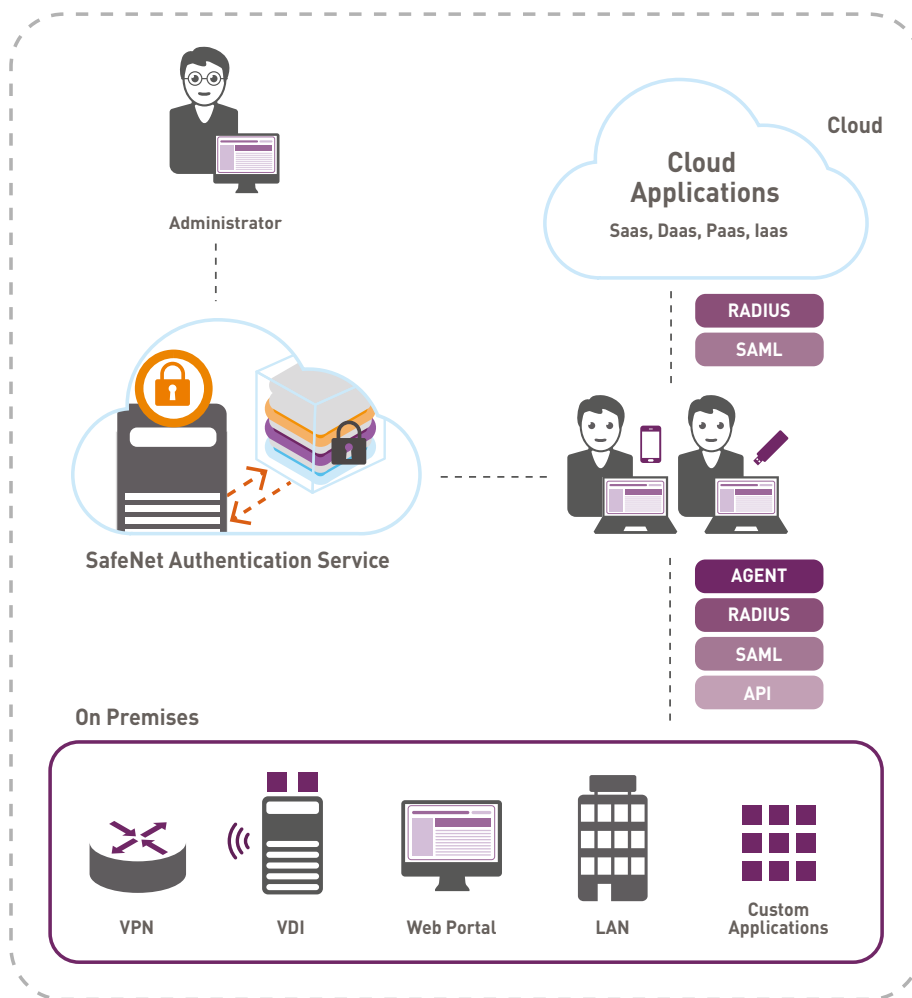 Administrator
Cloud
Cloud
Applications
Saas, Daas, Paas, Iaas
RADIUS
SAML
SafeNet Authentication Service
AGENT
RADIUS
SAML
API
On Premises
VPN
VDI
Web Portal
LAN
Custom
Applications